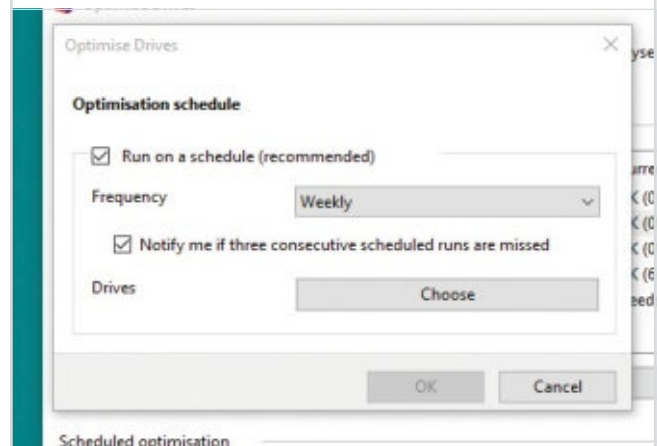 Optimise Drives
Optimisation schedule
Run on a schedule (recommended)
Frequency
Weekly
Notify me if three consecutive scheduled runs are missed
Drives
Choose
OK
Cancel
Scheduled optimisation